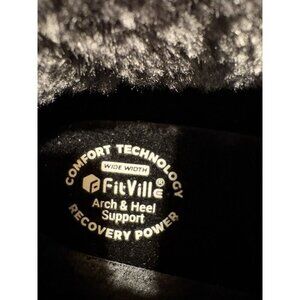 COMFORT TECHNOLOGY
WIDE WIDTH
FitVille®
Arch & Heel
Support
RECOVERY POWER